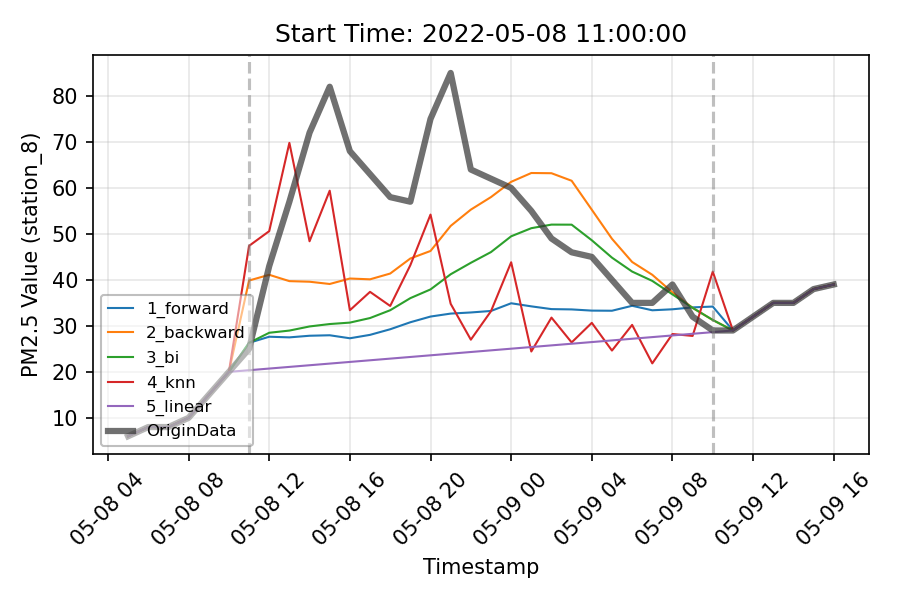 Start Time: 2022-05-08 11:00:00
PM2.5 Value (station_8)
80
70
60
50
40
30
20
10
1_forward
2_backward
3_bi
4_knn
5_linear
OriginData
05-08 04
05-08 08
05-08 12
05-08 16
05-08 20
05-09 00
05-09 04
05-09 08
05-09 12
05-09 16
Timestamp